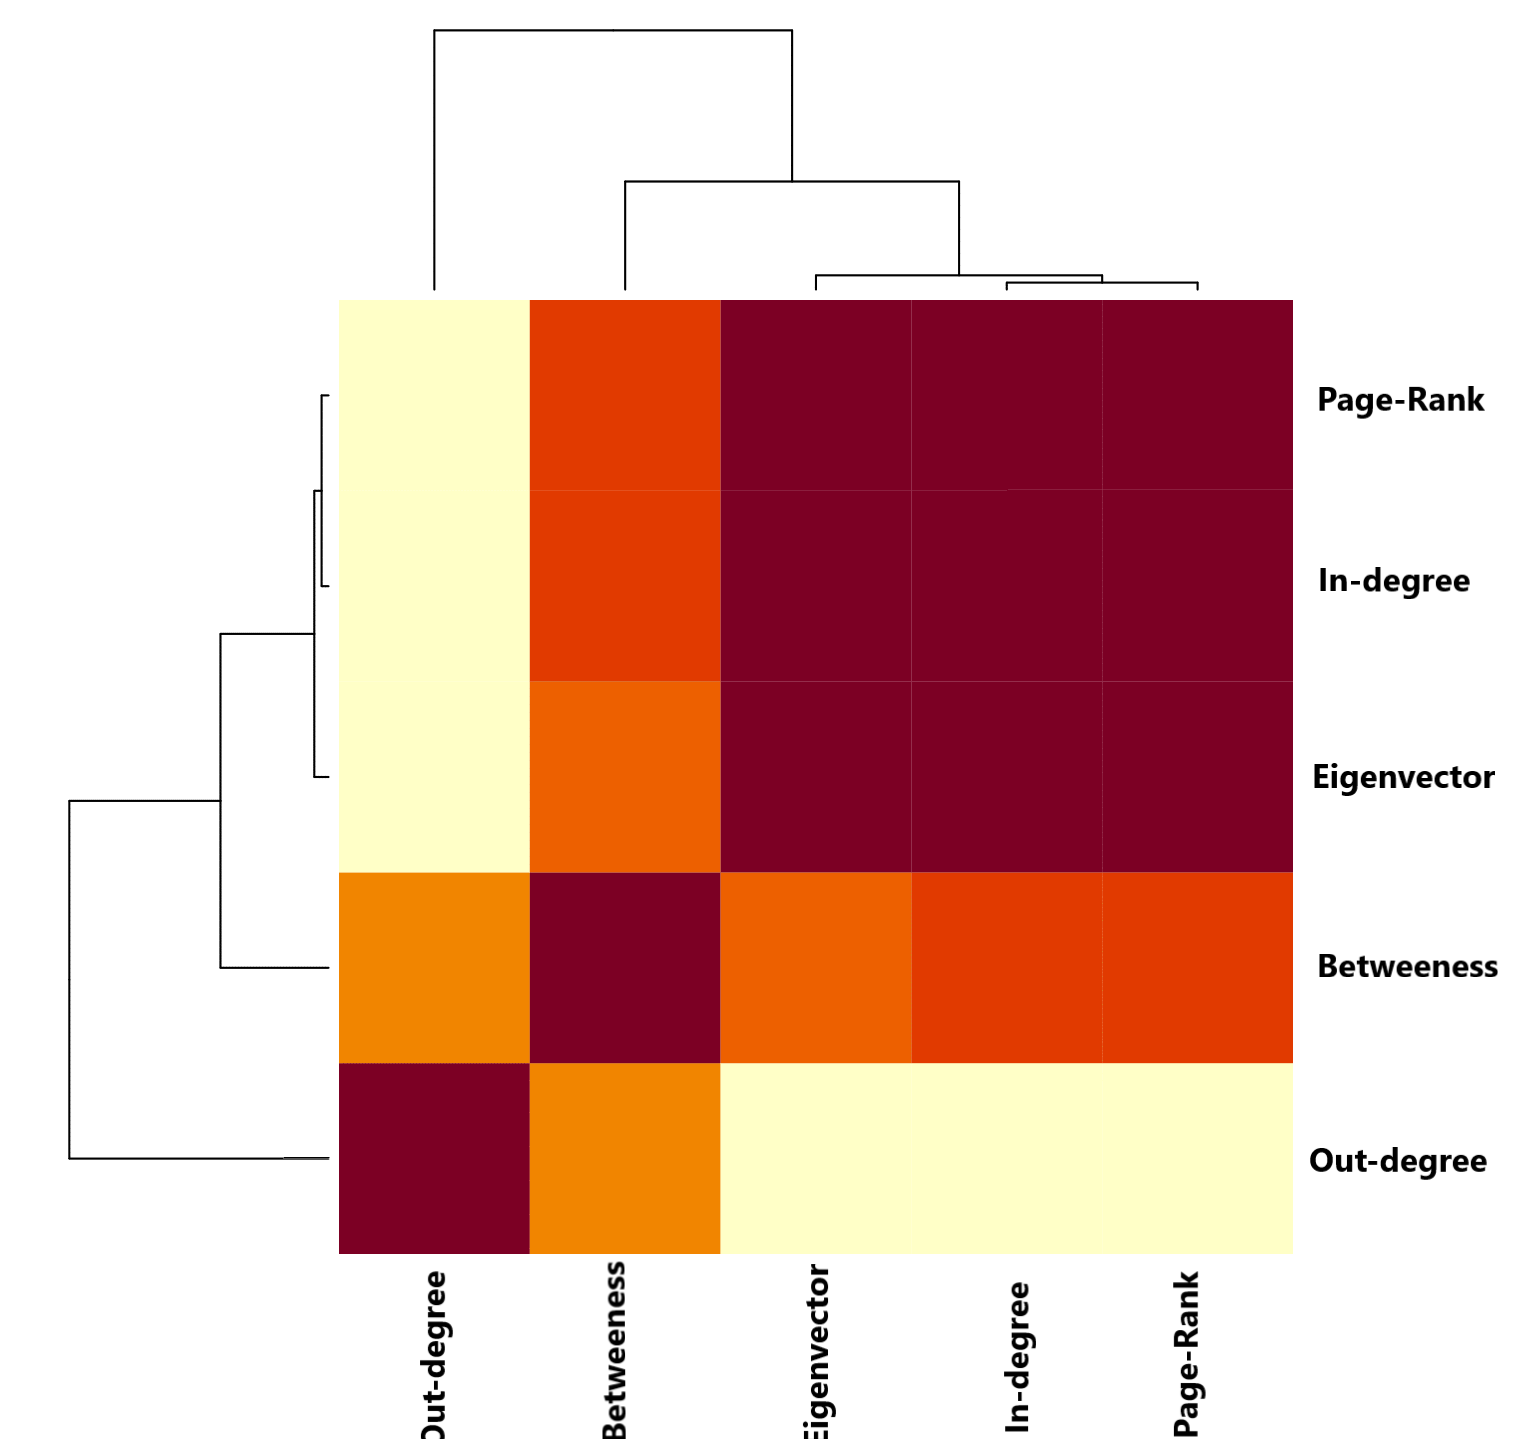 Page-Rank
In-degree
Eigenvector
Betweeness
Out-degree
Out-degree
Betweeness
Eigenvector
In-degree
Page-Rank